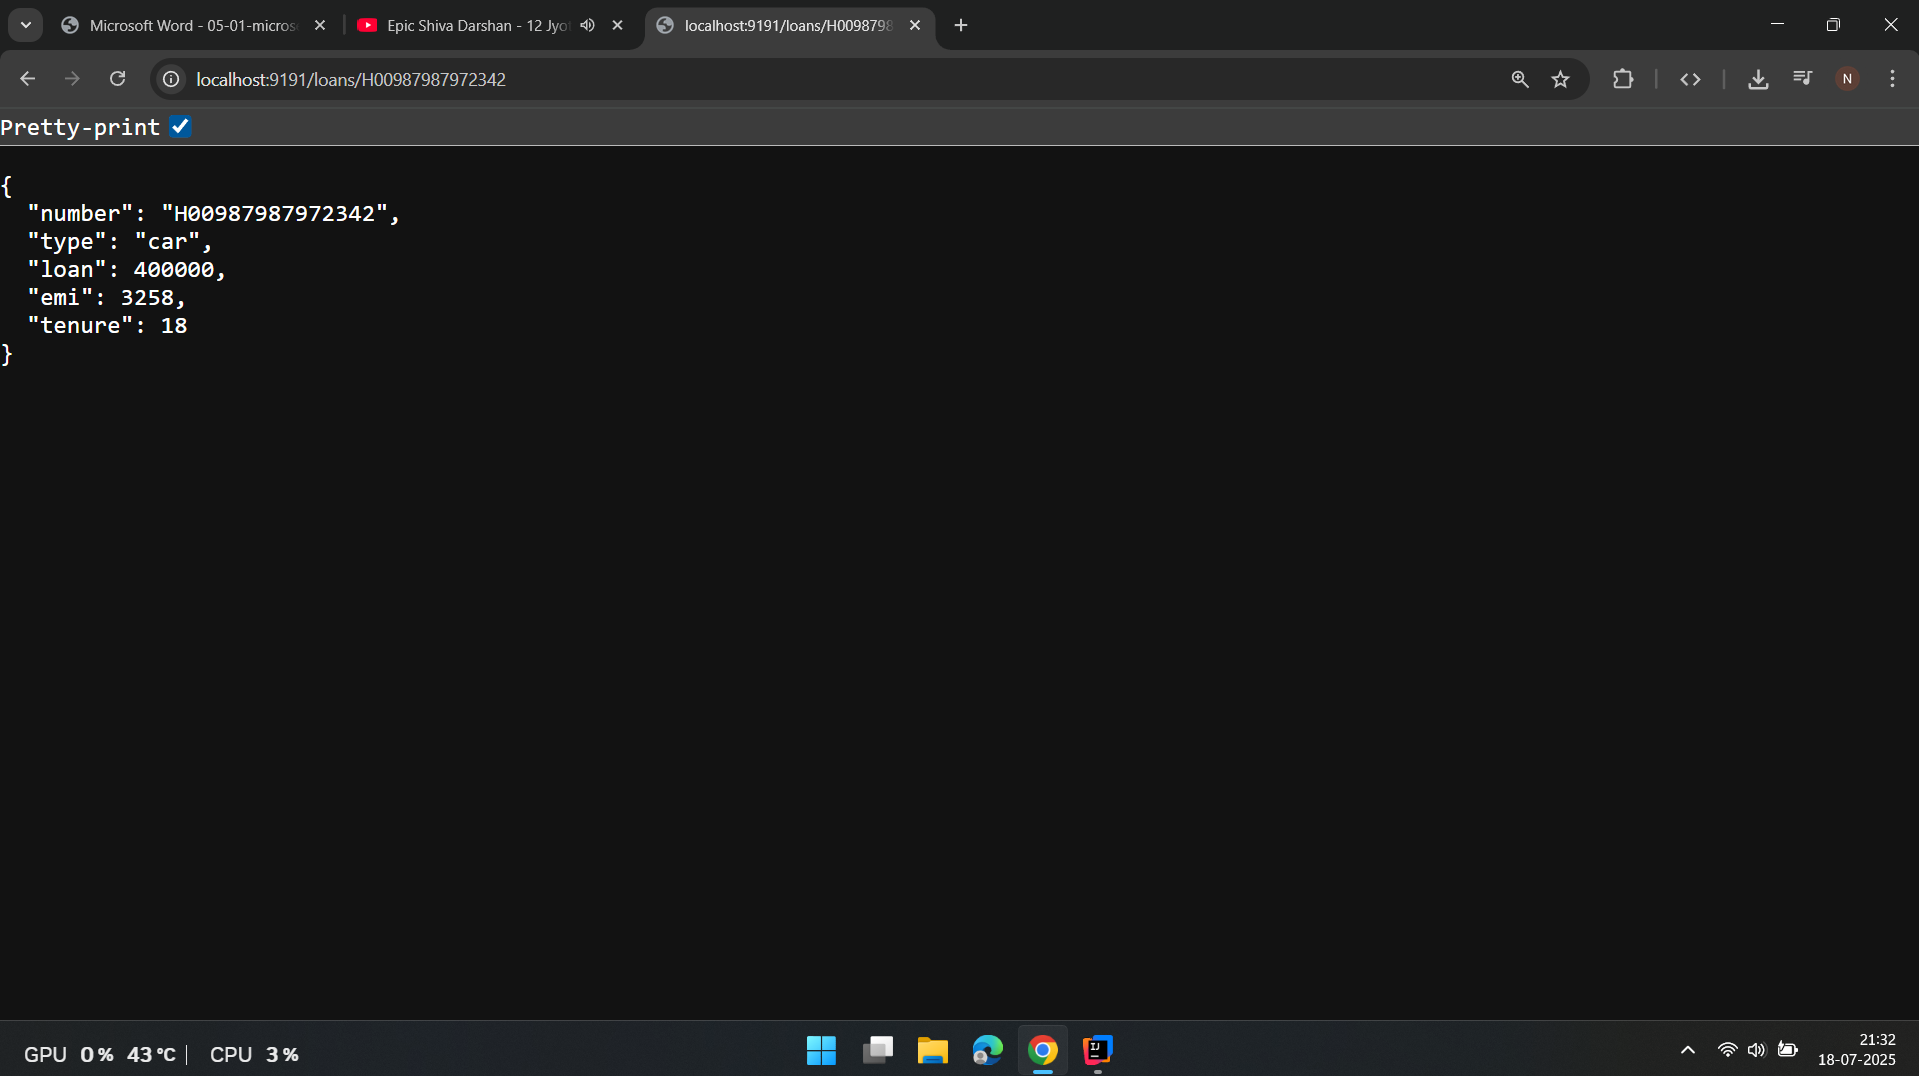 Microsoft Word - 05-01-micros
Epic Shiva Darshan - 12 Jyo
localhost:9191/loans/H0098798
localhost:9191/loans/H00987987972342
N
Pretty-print
{
"number": "H00987987972342",
"type": "car",
"loan": 400000,
"emi": 3258,
"tenure": 18
}
GPU 0% 43°C | CPU 3%
IJ
21:32
18-07-2025